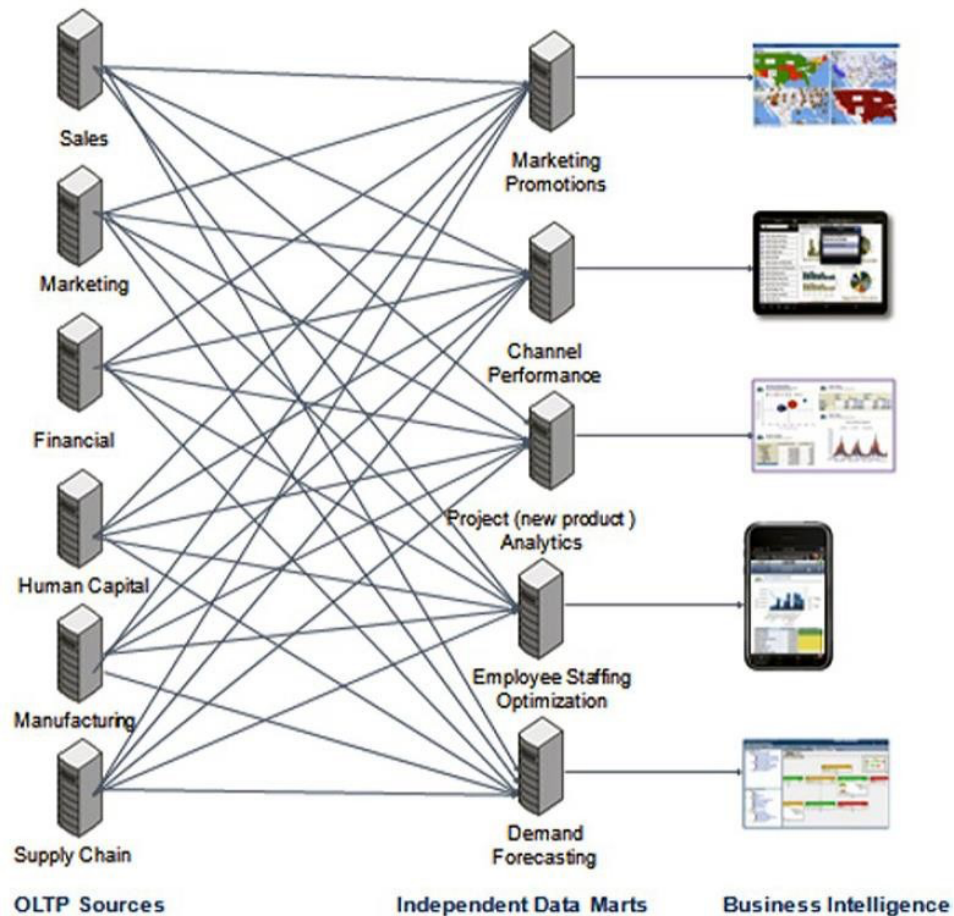 Sales
Marketing
Promotions
Marketing
Channel
Performance
Financial
Project (new product )
Analytics
Human Capital
Employee Staffing
Optimization
Manufacturing
Demand
Forecasting
Supply Chain
OLTP Sources
Independent Data Marts
Business Intelligence